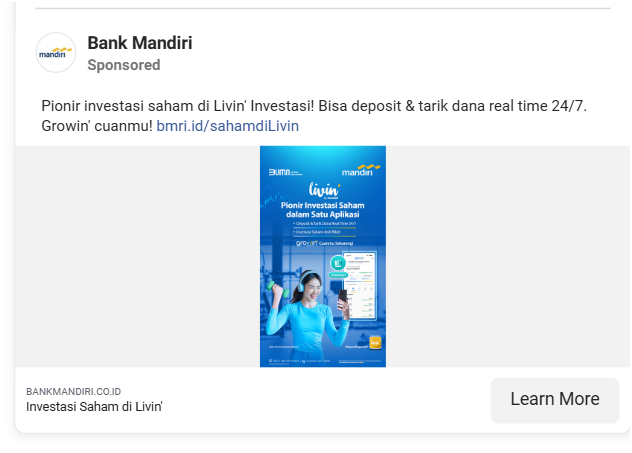 Bank Mandiri
mandiri
Sponsored
Pionir investasi saham di Livin' Investasi! Bisa deposit & tarik dana real time 24/7.
Growin' cuanmu! bmri.id/sahamdiLivin
BUMN
mandiri
livin'
by mandiri
Pionir Investasi Saham
dalam Satu Aplikasi
• Deposit & Tarik Dana Real Time 24/7
• Investasi Saham Anti Ribet
growin' Cuanmu Sekarang!
BANKMANDIRI.CO.ID
Investasi Saham di Livin'
Learn More